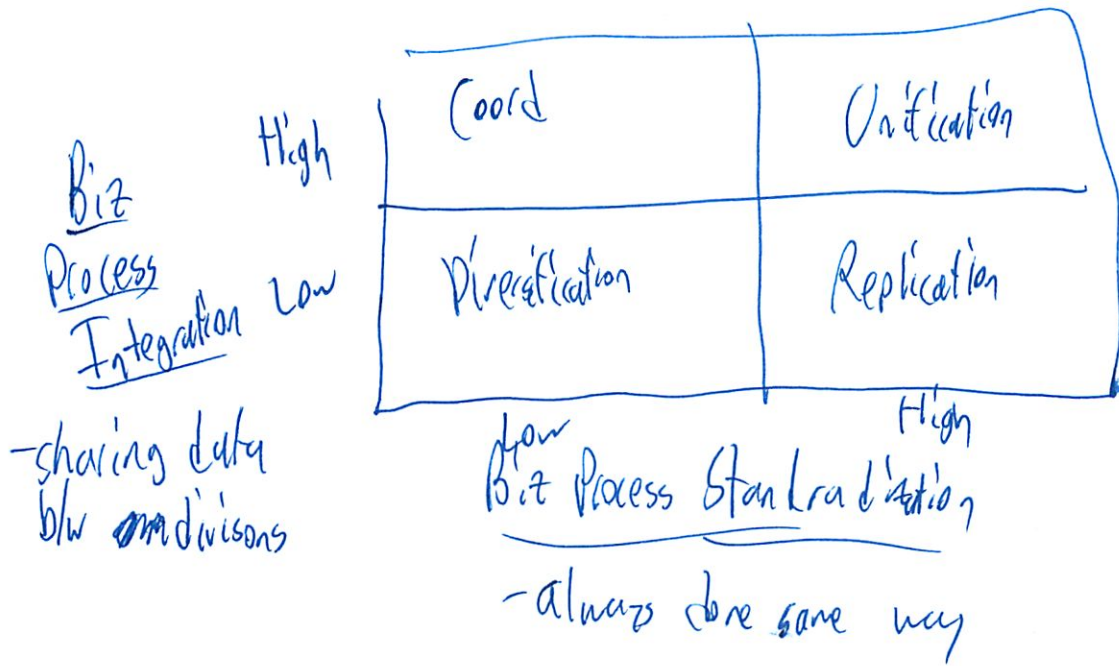 Coord
Unification
High
Biz
Process
Integration
Low
Diversification
Replication
-sharing data
b/w divisons
Low
High
Biz Process Standradization
-always done same way